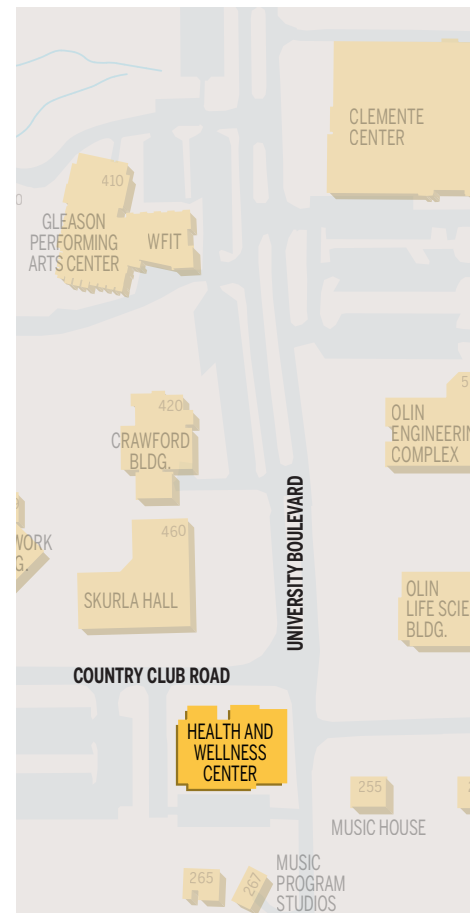 CLEMENTE
CENTER
410
GLEASON
PERFORMING
ARTS CENTER
WFIT
420
CRAWFORD
BLDG.
5
OLIN
ENGINEERIN
COMPLEX
UNIVERSITY BOULEVARD
WORK
G.
460
SKURLA HALL
OLIN
LIFE SCIE
BLDG.
COUNTRY CLUB ROAD
HEALTH AND
WELLNESS
CENTER
255
MUSIC HOUSE
265
267
MUSIC
PROGRAM
STUDIOS